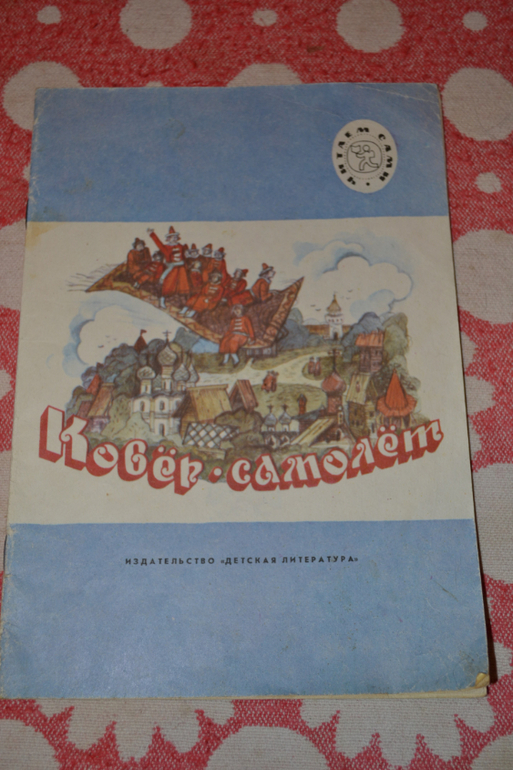 ЧИТАЕМ САМИ
Ковёр-самолёт
ИЗДАТЕЛЬСТВО «ДЕТСКАЯ ЛИТЕРАТУРА»